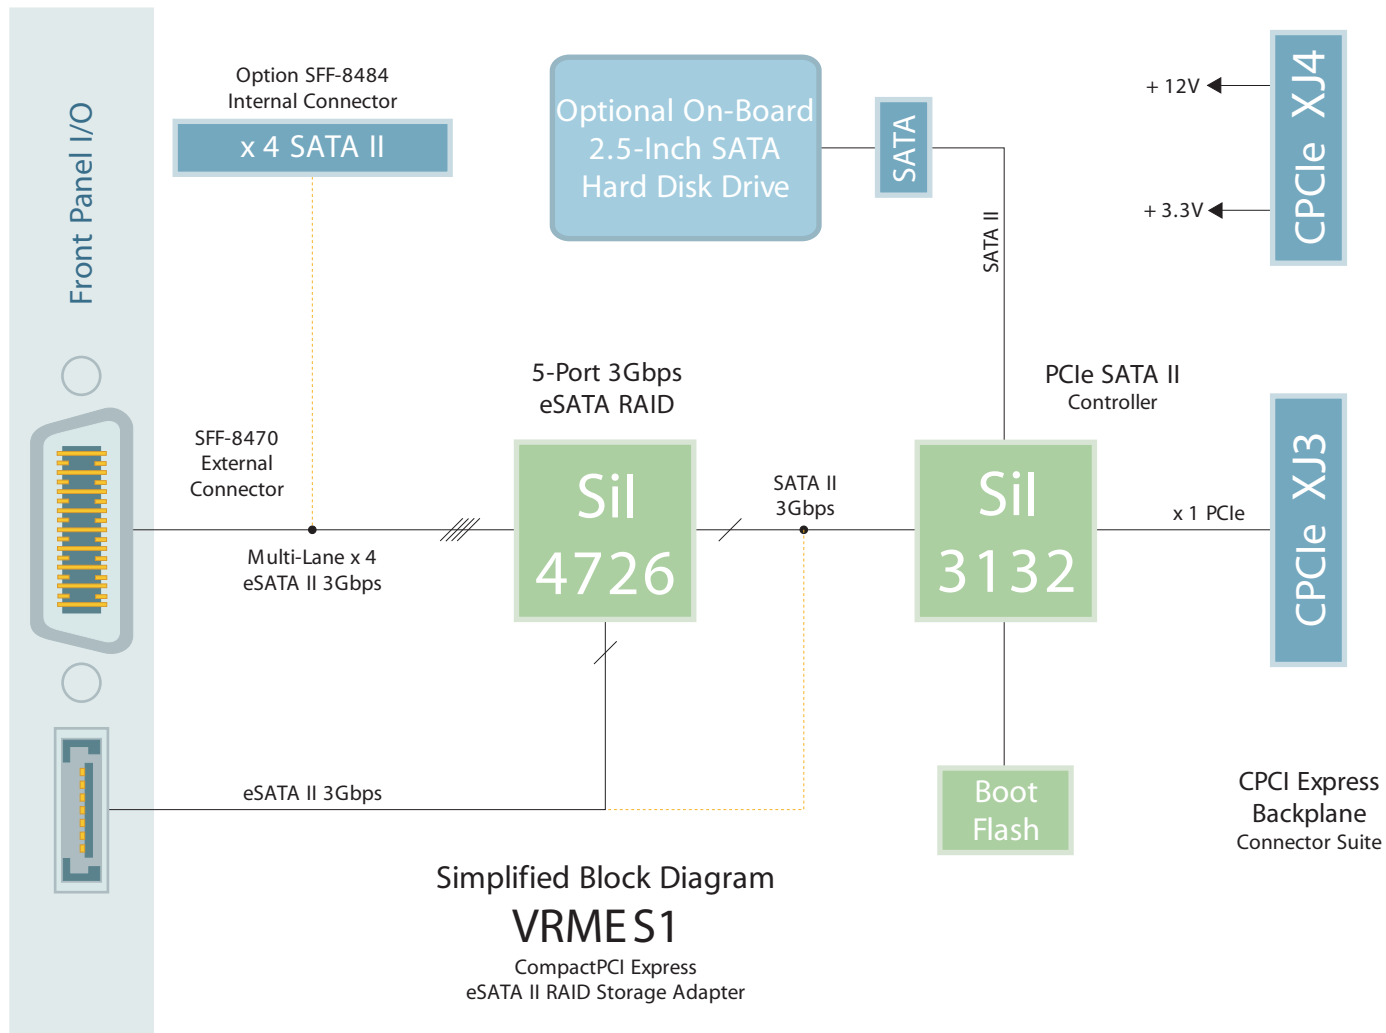 Front Panel I/O
Option SFF-8484
Internal Connector
x 4 SATA II
Optional On-Board
2.5-Inch SATA
Hard Disk Drive
SATA
SATA II
+ 12V
+ 3.3V
CPCIe XJ4
5-Port 3Gbps
eSATA RAID
PCIe SATA II
Controller
SFF-8470
External
Connector
Multi-Lane x 4
eSATA II 3Gbps
SiI
4726
SATA II
3Gbps
SiI
3132
x 1 PCIe
CPCIe XJ3
eSATA II 3Gbps
Boot
Flash
CPCI Express
Backplane
Connector Suite
Simplified Block Diagram
VRME S1
CompactPCI Express
eSATA II RAID Storage Adapter